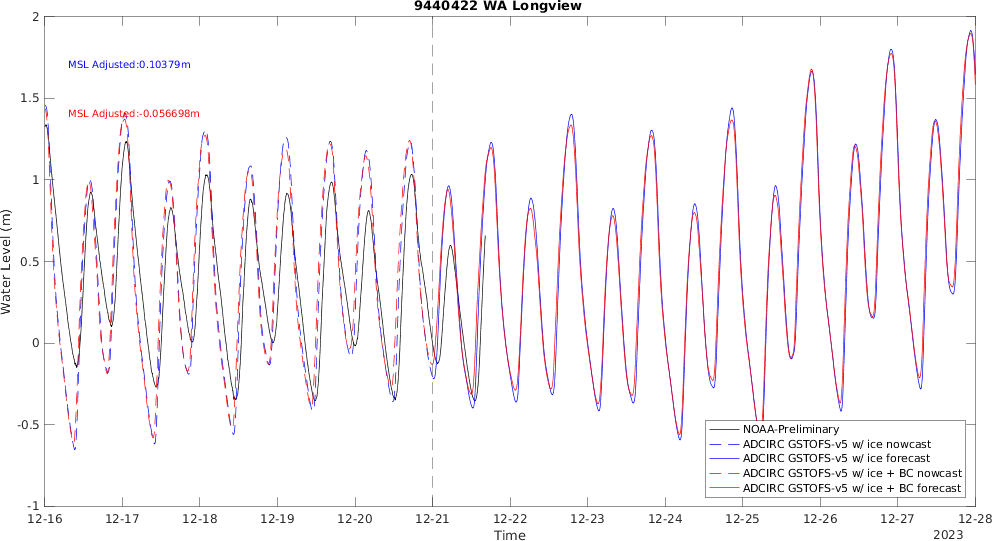 9440422 WA Longview
2
1.5
1
0.5
0
-0.5
-1
Water Level (m)
MSL Adjusted:0.10379m
MSL Adjusted:-0.056698m
NOAA-Preliminary
ADCIRC GSTOFS-v5 w/ ice nowcast
ADCIRC GSTOFS-v5 w/ ice forecast
ADCIRC GSTOFS-v5 w/ ice + BC nowcast
ADCIRC GSTOFS-v5 w/ ice + BC forecast
12-16 12-17 12-18 12-19 12-20 12-21 12-22 12-23 12-24 12-25 12-26 12-27 12-28
Time
2023